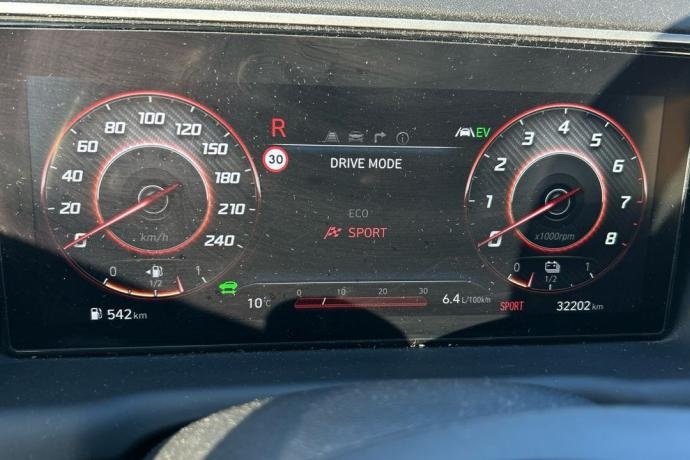 R
EV
30
DRIVE MODE
ECO
SPORT
0
20
40
60
80
100
120
150
180
210
240
km/h
0
1/2
1
0
1
2
3
4
5
6
7
8
x1000rpm
0
1/2
1
542 km
10°C
0 10 20 30
6.4 L/100km
SPORT
32202 km